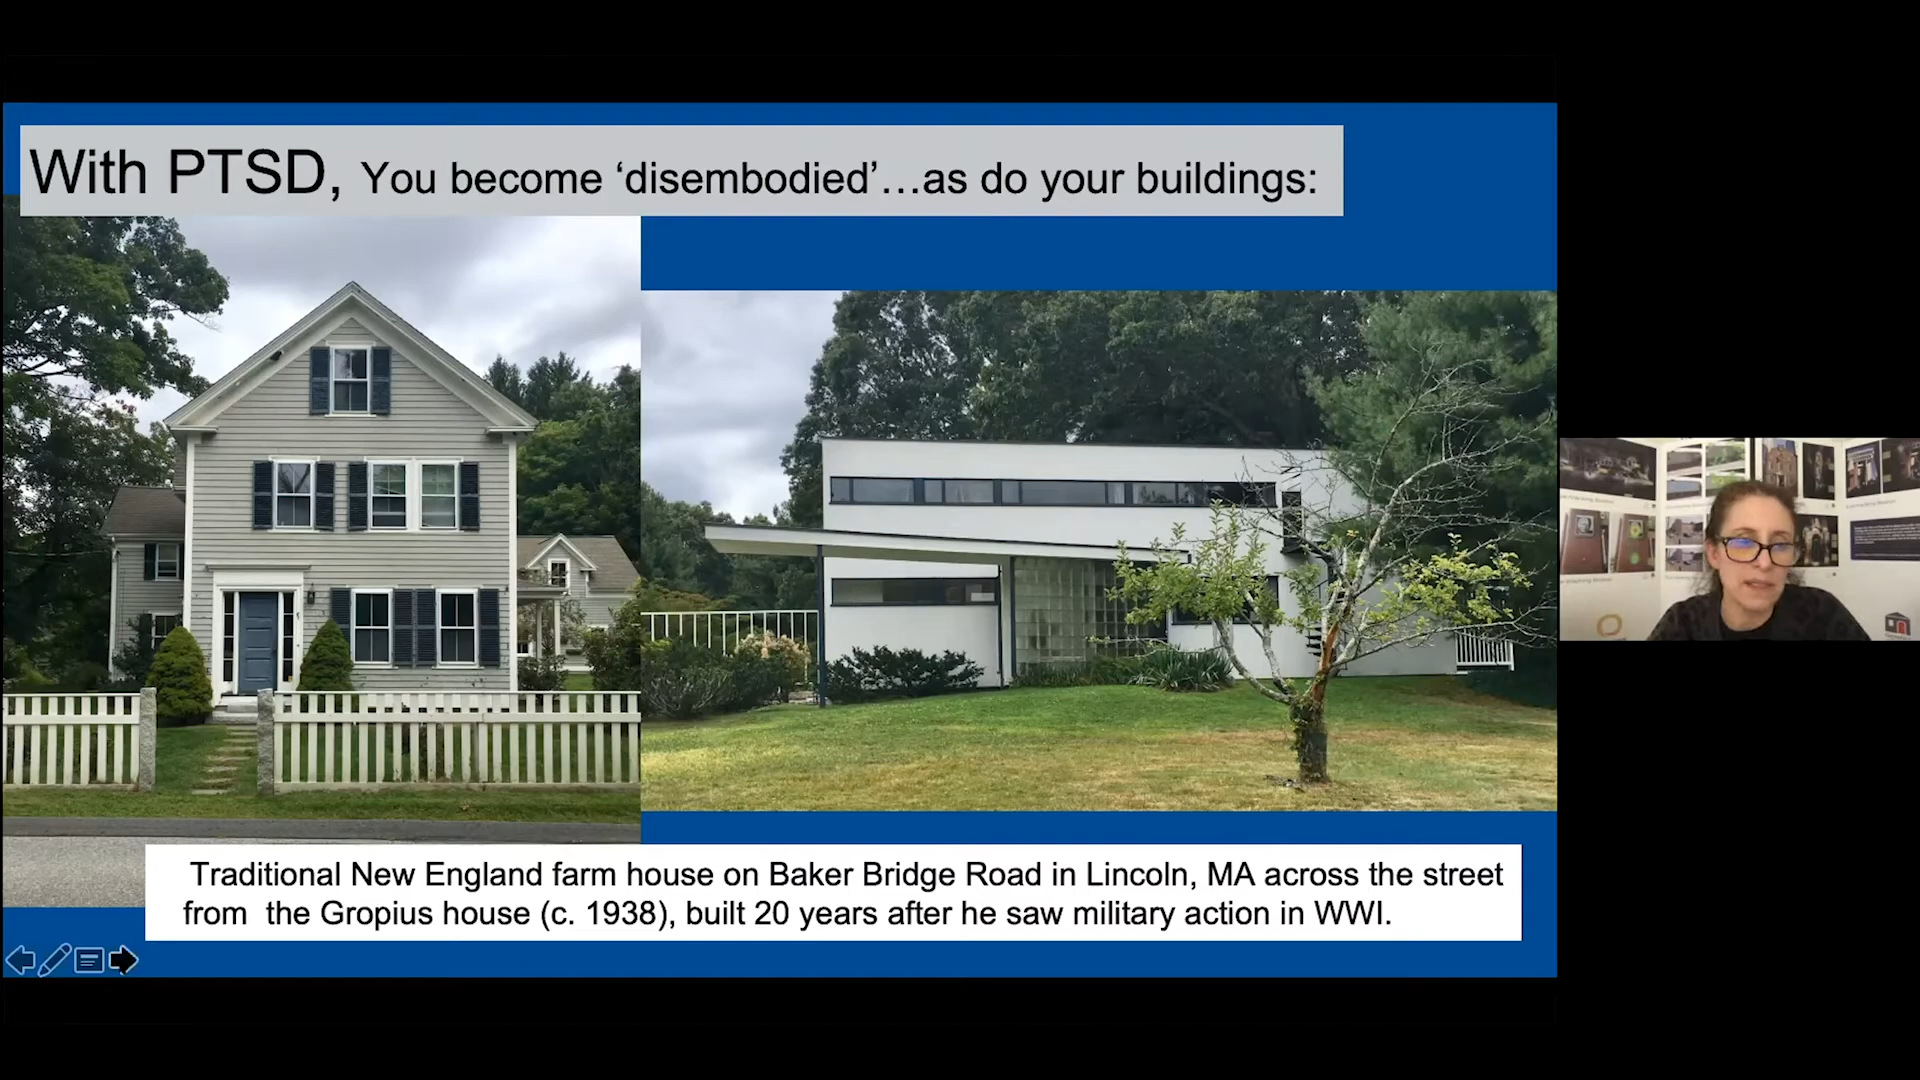 With PTSD, You become ‘disembodied’...as do your buildings:
Traditional New England farm house on Baker Bridge Road in Lincoln, MA across the street
from the Gropius house (c. 1938), built 20 years after he saw military action in WWI.